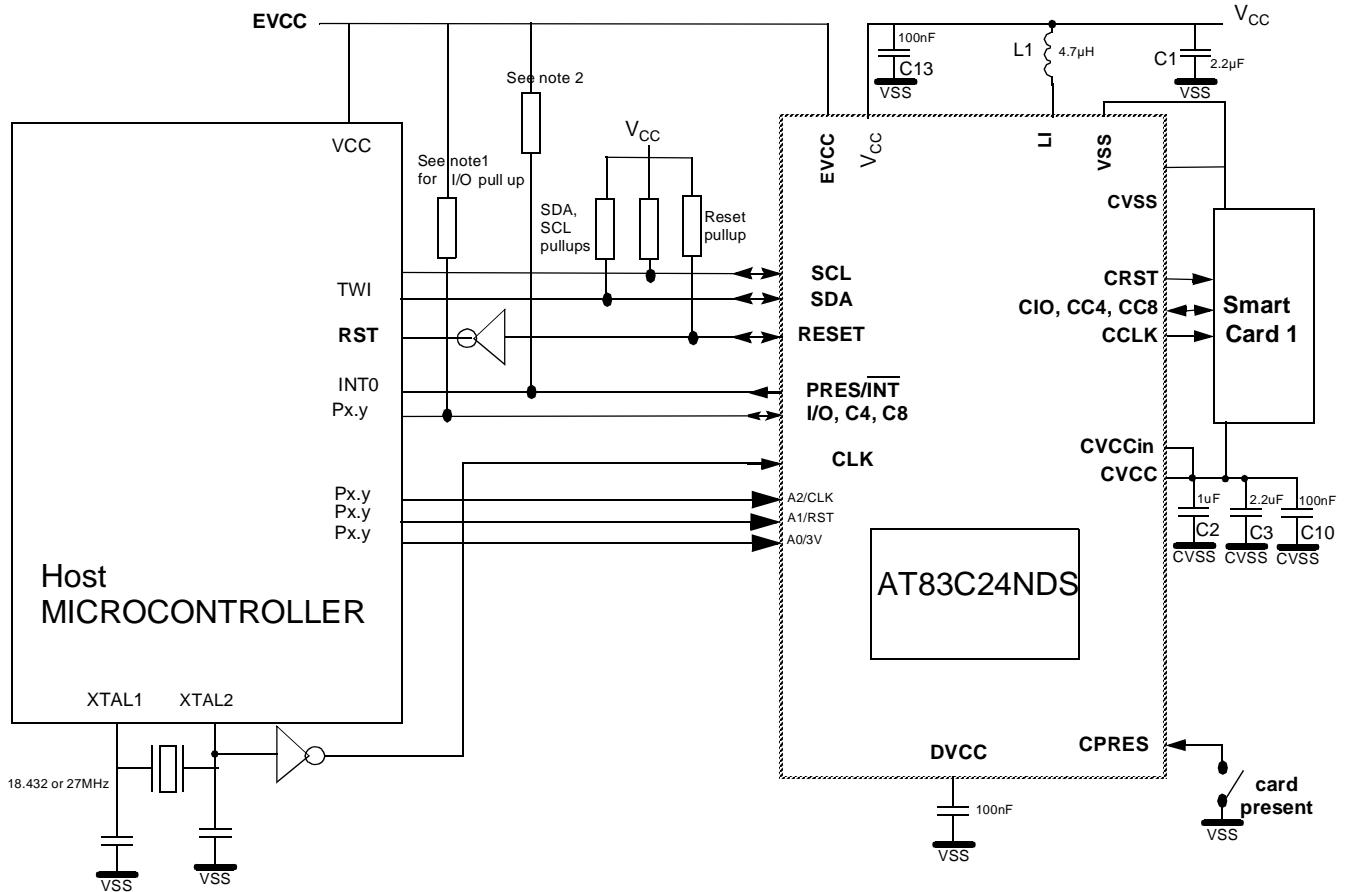 EVCC
V_CC
100nF
C13
VSS
L1
4.7µH
C1
2.2µF
VSS
See note 2
VCC
See note1
for I/O pull up
V_CC
SDA,
SCL
pullups
Reset
pullup
EVCC
V_CC
LI
VSS
CVSS
TWI
RST
INT0
Px.y
SCL
SDA
RESET
PRES/INT
I/O, C4, C8
CLK
CRST
CIO, CC4, CC8
CCLK
Smart
Card 1
CVCCin
CVCC
1uF
C2
CVSS
2.2uF
C3
CVSS
100nF
C10
CVSS
Px.y
Px.y
Px.y
A2/CLK
A1/RST
A0/3V
Host
MICROCONTROLLER
AT83C24NDS
XTAL1
XTAL2
18.432 or 27MHz
VSS
VSS
DVCC
100nF
VSS
CPRES
card
present
VSS